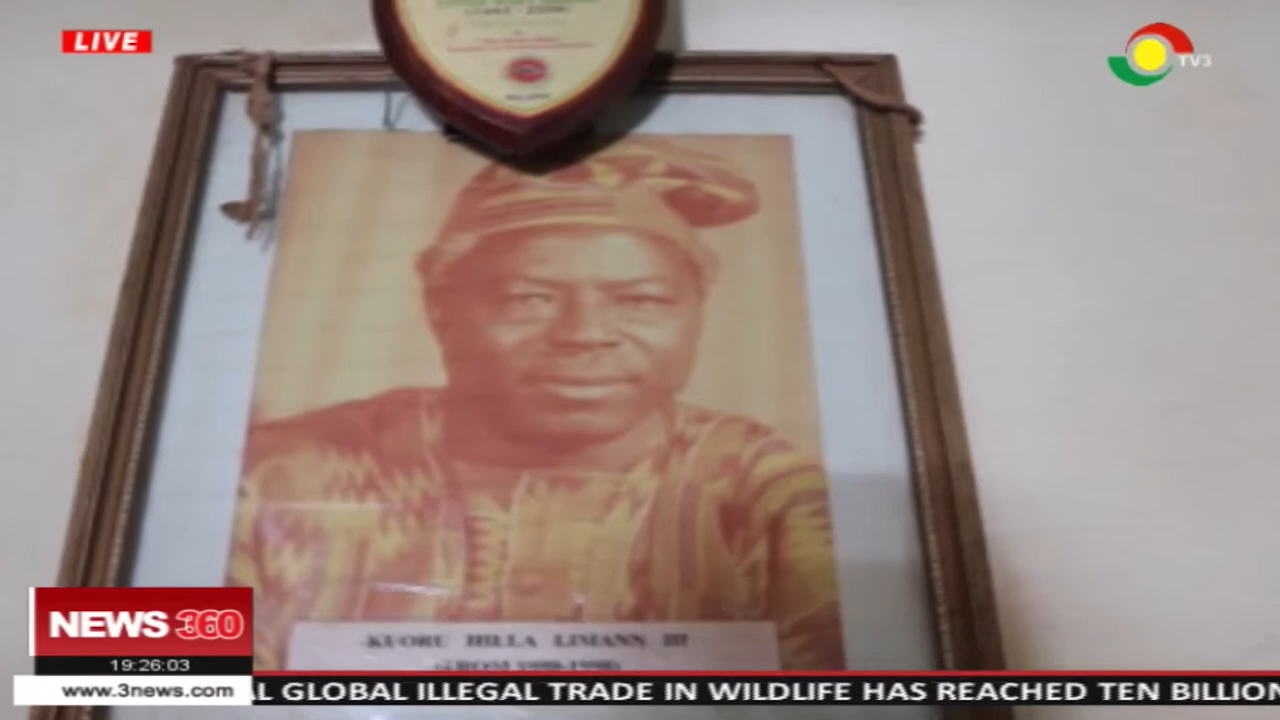 LIVE
TV3
KUORU HILLA LIMANN III
NEWS 360
19:26:03
www.3news.com
L GLOBAL ILLEGAL TRADE IN WILDLIFE HAS REACHED TEN BILLION